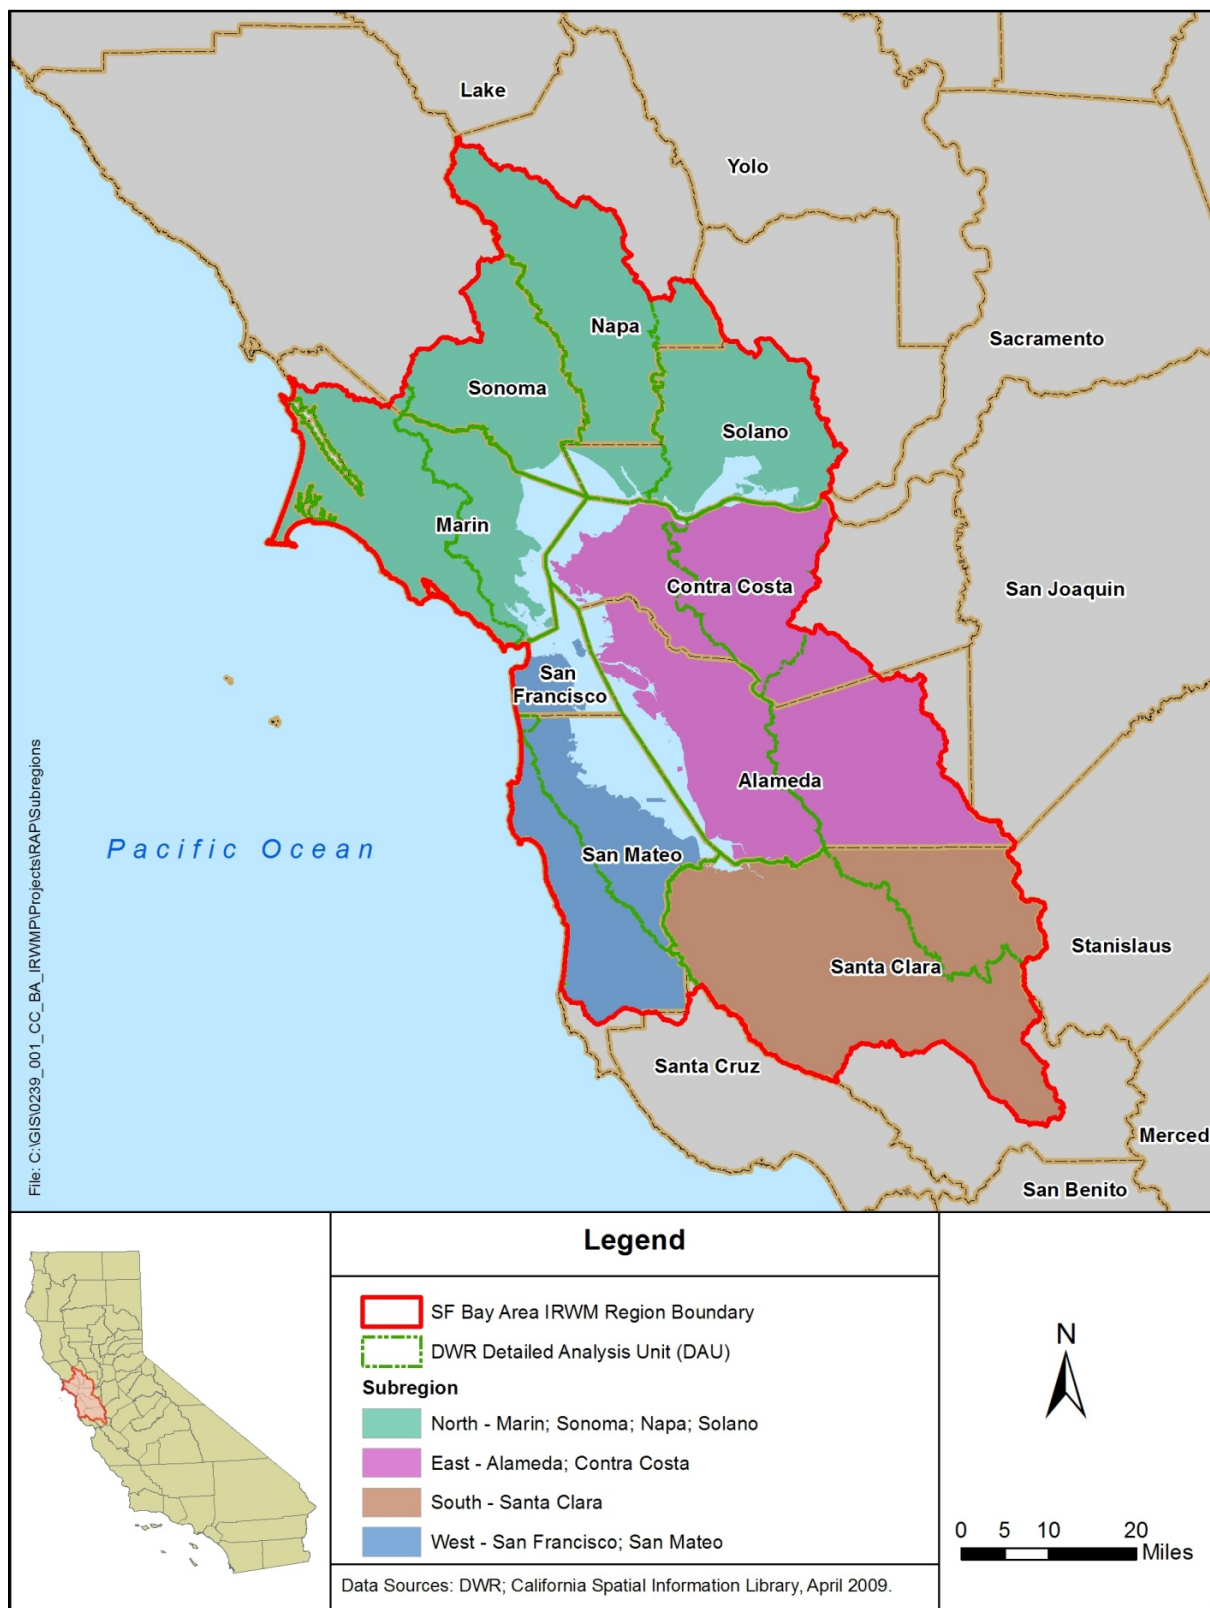 Lake
Yolo
Napa
Sacramento
Sonoma
Solano
Marin
Contra Costa
San Joaquin
San
Francisco
Alameda
Pacific Ocean
San Mateo
Stanislaus
Santa Clara
Santa Cruz
Merced
San Benito
File: C:\GIS\0239_001_CC_BA_IRWMP\Projects\RAP\Subregions
Legend
SF Bay Area IRWM Region Boundary
DWR Detailed Analysis Unit (DAU)
Subregion
North - Marin; Sonoma; Napa; Solano
East - Alameda; Contra Costa
South - Santa Clara
West - San Francisco; San Mateo
Data Sources: DWR; California Spatial Information Library, April 2009.
N
0 5 10 20
Miles